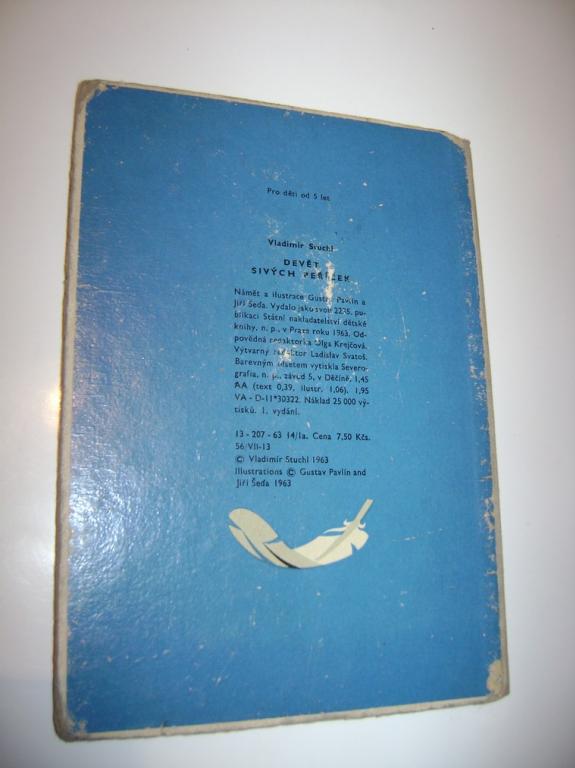 Pro děti od 5 let
Vladimír Stuchl
DEVĚT
SIVÝCH PEŘÍČEK
Námět a ilustrace Gustav Pavlín a
Jiří Šeda. Vydalo jako svou 2275. pu-
blikaci Státní nakladatelství dětské
knihy, n. p., v Praze roku 1963. Od-
povědná redaktorka Olga Krejčová.
Výtvarný redaktor Ladislav Svatoš.
Barevným ofsetem vytiskla Severo-
grafia, n. p., závod 5, v Děčíně. 1,45
AA (text 0,39, ilustr. 1,06). 1,95
VA - D-11*30322. Náklad 25 000 vý-
tisků. 1. vydání.
13 - 207 - 63 14/1a. Cena 7,50 Kčs.
56/VII-13
© Vladimír Stuchl 1963
Illustrations © Gustav Pavlín and
Jiří Šeda 1963